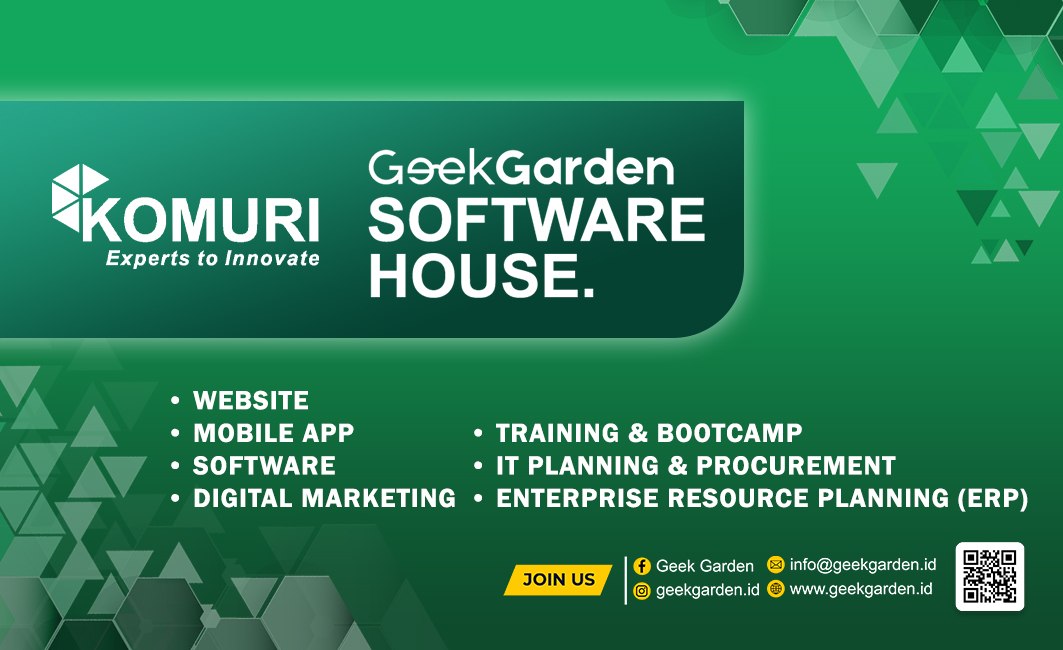 KOMURI
Experts to Innovate
GeekGarden
SOFTWARE
HOUSE.
• WEBSITE
• MOBILE APP
• SOFTWARE
• DIGITAL MARKETING
• TRAINING & BOOTCAMP
• IT PLANNING & PROCUREMENT
• ENTERPRISE RESOURCE PLANNING (ERP)
JOIN US
Geek Garden
geekgarden.id
info@geekgarden.id
www.geekgarden.id